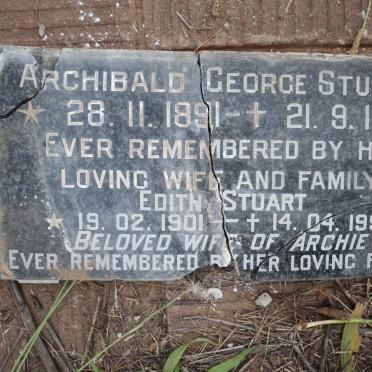 ARCHIBALD GEORGE STU
★ 28. 11. 1891 – ✝ 21. 9. 1
EVER REMEMBERED BY H
LOVING WIFE AND FAMILY
EDITH STUART
★ 19. 02. 1901 – ✝ 14. 04. 199
BELOVED WIFE OF ARCHIE
EVER REMEMBERED BY HER LOVING F